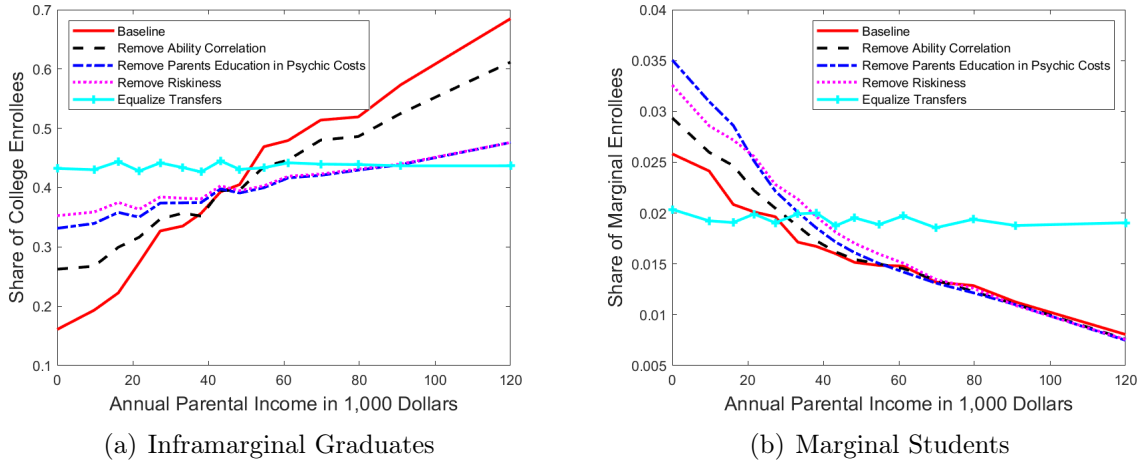 0.7
0.6
0.5
0.4
0.3
0.2
0.1
Share of College Enrollees
Baseline
Remove Ability Correlation
Remove Parents Education in Psychic Costs
Remove Riskiness
Equalize Transfers
0 20 40 60 80 100 120
Annual Parental Income in 1,000 Dollars
(a) Inframarginal Graduates
0.04
0.035
0.03
0.025
0.02
0.015
0.01
0.005
Share of Marginal Enrollees
Baseline
Remove Ability Correlation
Remove Parents Education in Psychic Costs
Remove Riskiness
Equalize Transfers
0 20 40 60 80 100 120
Annual Parental Income in 1,000 Dollars
(b) Marginal Students